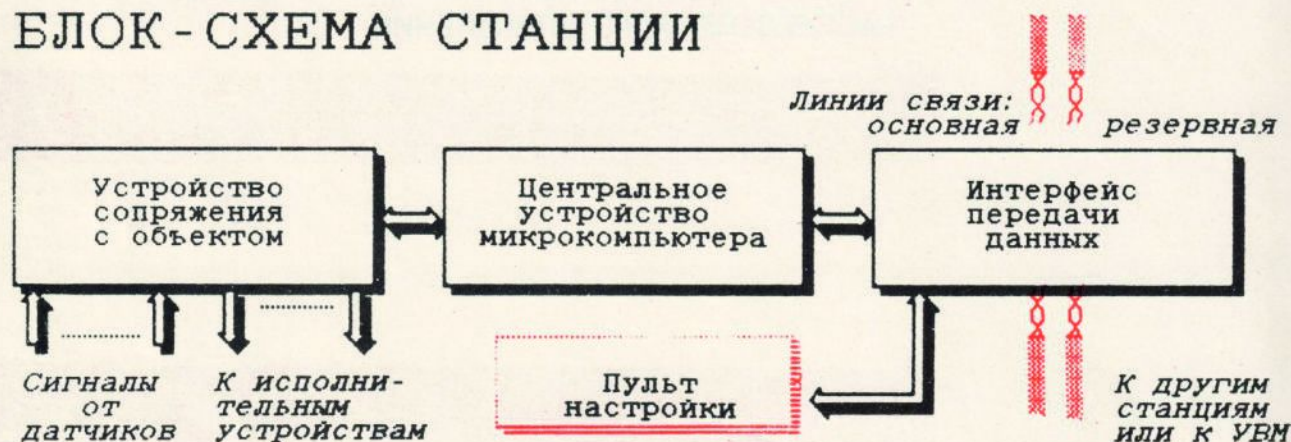 БЛОК-СХЕМА СТАНЦИИ
Линии связи:
основная
резервная
Устройство
сопряжения
с объектом
Центральное
устройство
микрокомпьютера
Интерфейс
передачи
данных
Сигналы
от
датчиков
К исполни-
тельным
устройствам
Пульт
настройки
К другим
станциям
или к УВМ